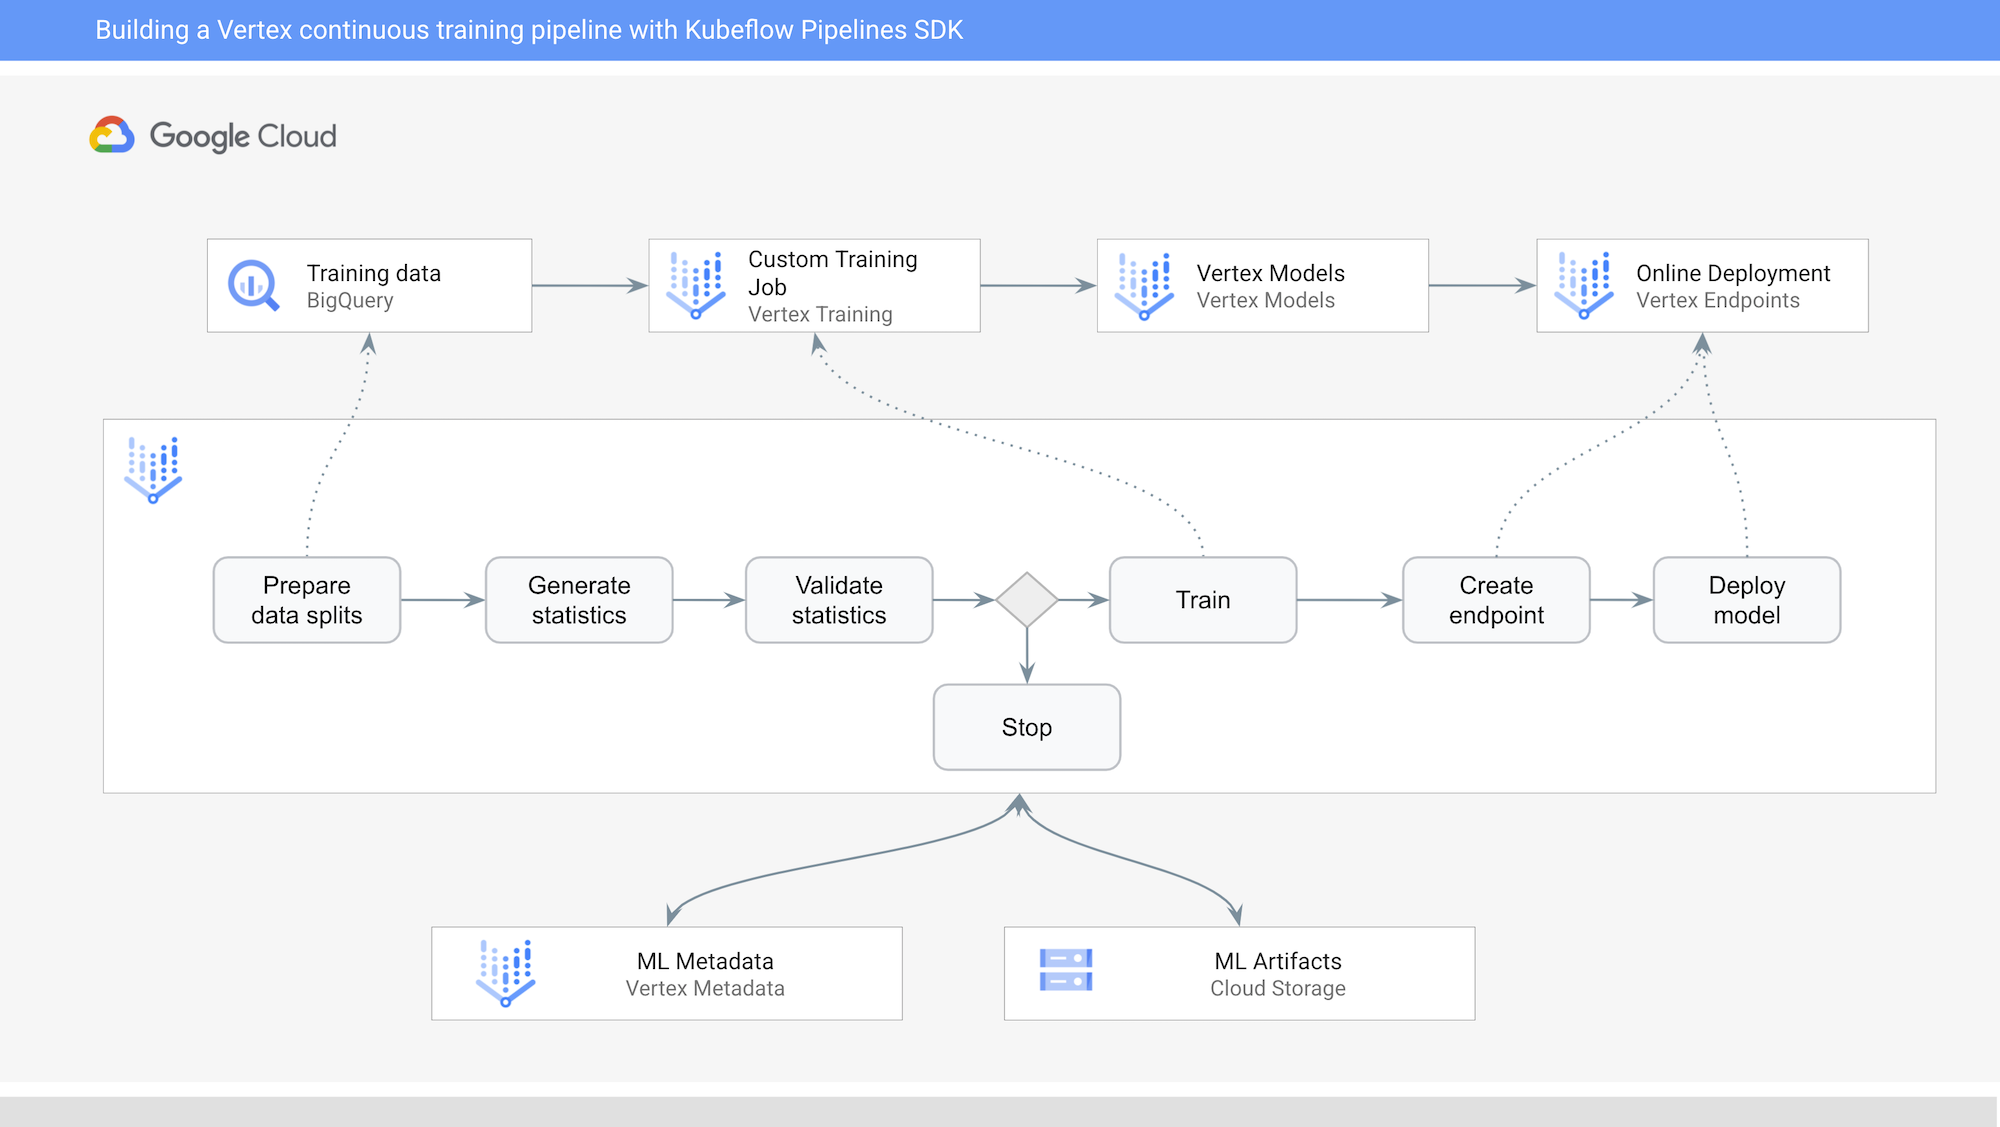 Building a Vertex continuous training pipeline with Kubeflow Pipelines SDK
Google Cloud
Training data
BigQuery
Custom Training
Job
Vertex Training
Vertex Models
Vertex Models
Online Deployment
Vertex Endpoints
Prepare
data splits
Generate
statistics
Validate
statistics
Train
Create
endpoint
Deploy
model
Stop
ML Metadata
Vertex Metadata
ML Artifacts
Cloud Storage